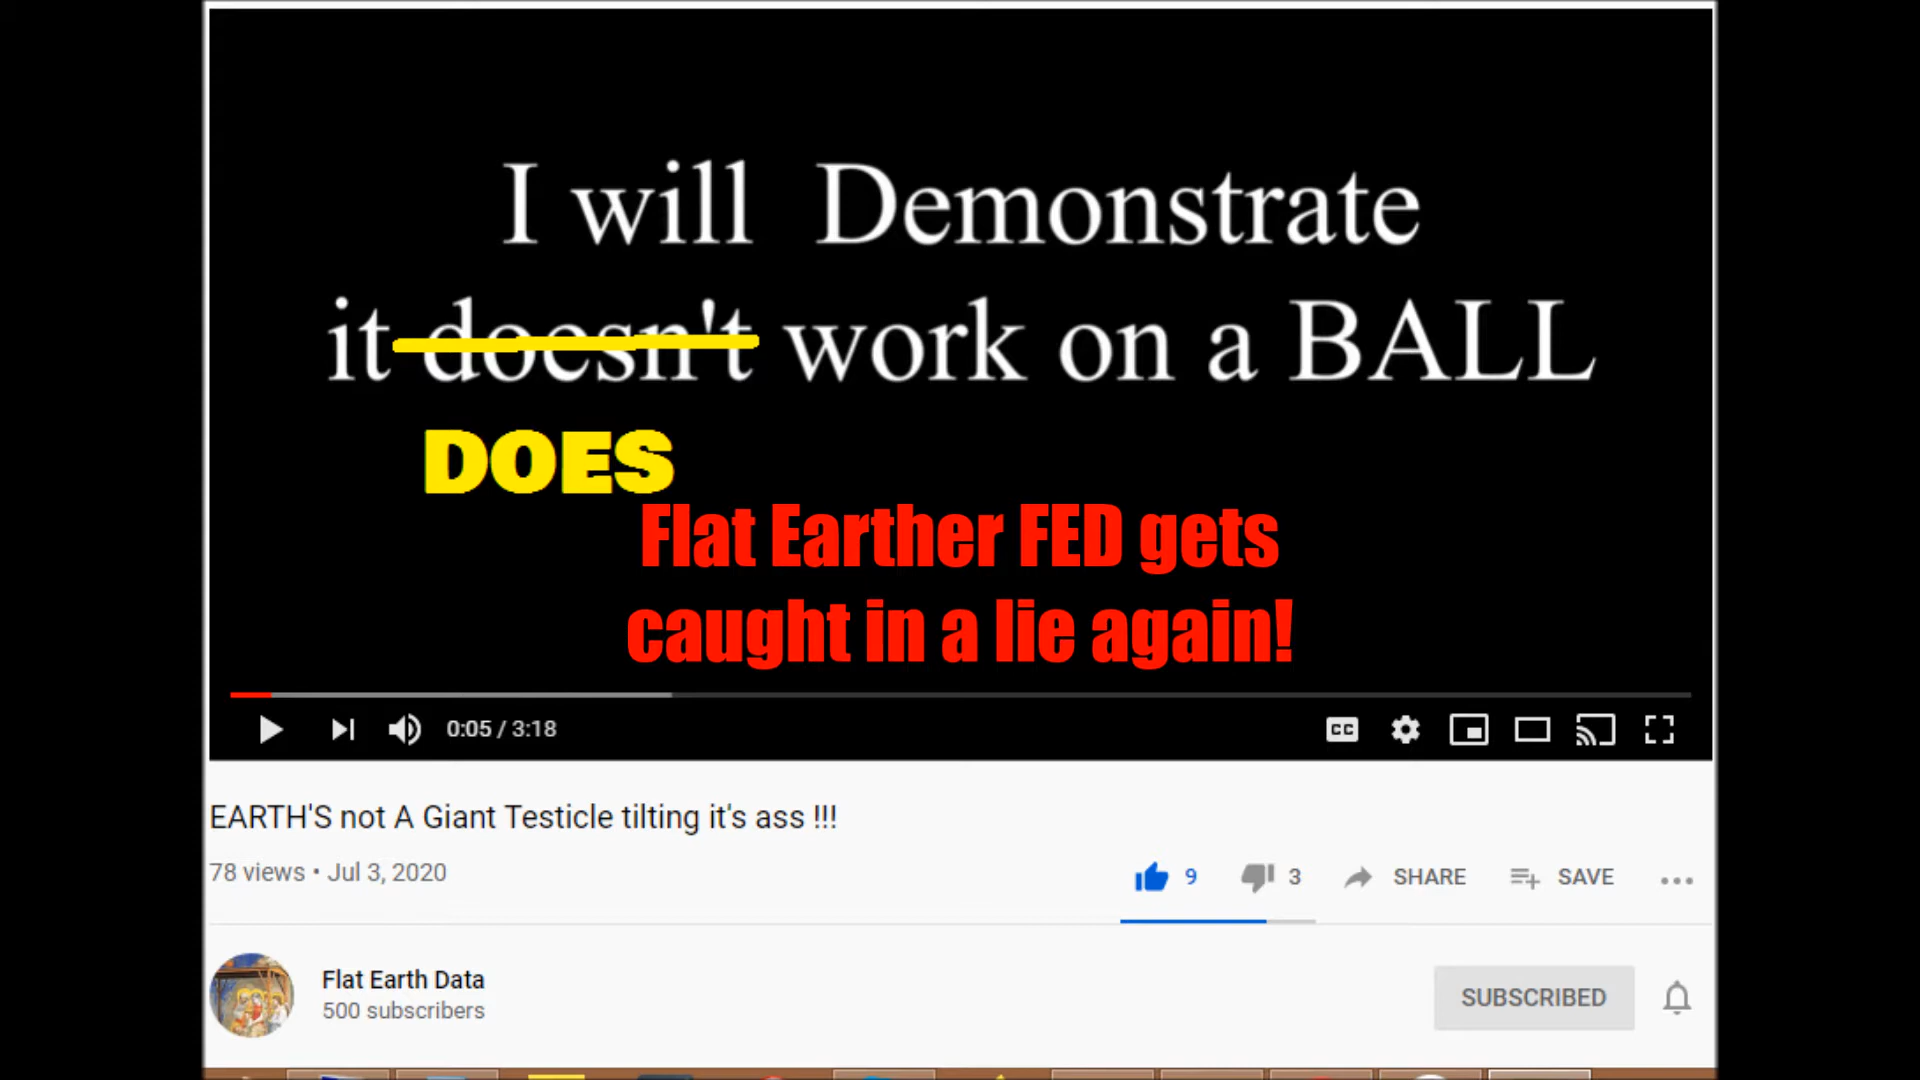 I will Demonstrate
it doesn't work on a BALL
DOES
Flat Earther FED gets
caught in a lie again!
0:05 / 3:18
CC
EARTH'S not A Giant Testicle tilting it's ass !!!
78 views • Jul 3, 2020
9
3
SHARE
SAVE
Flat Earth Data
500 subscribers
SUBSCRIBED